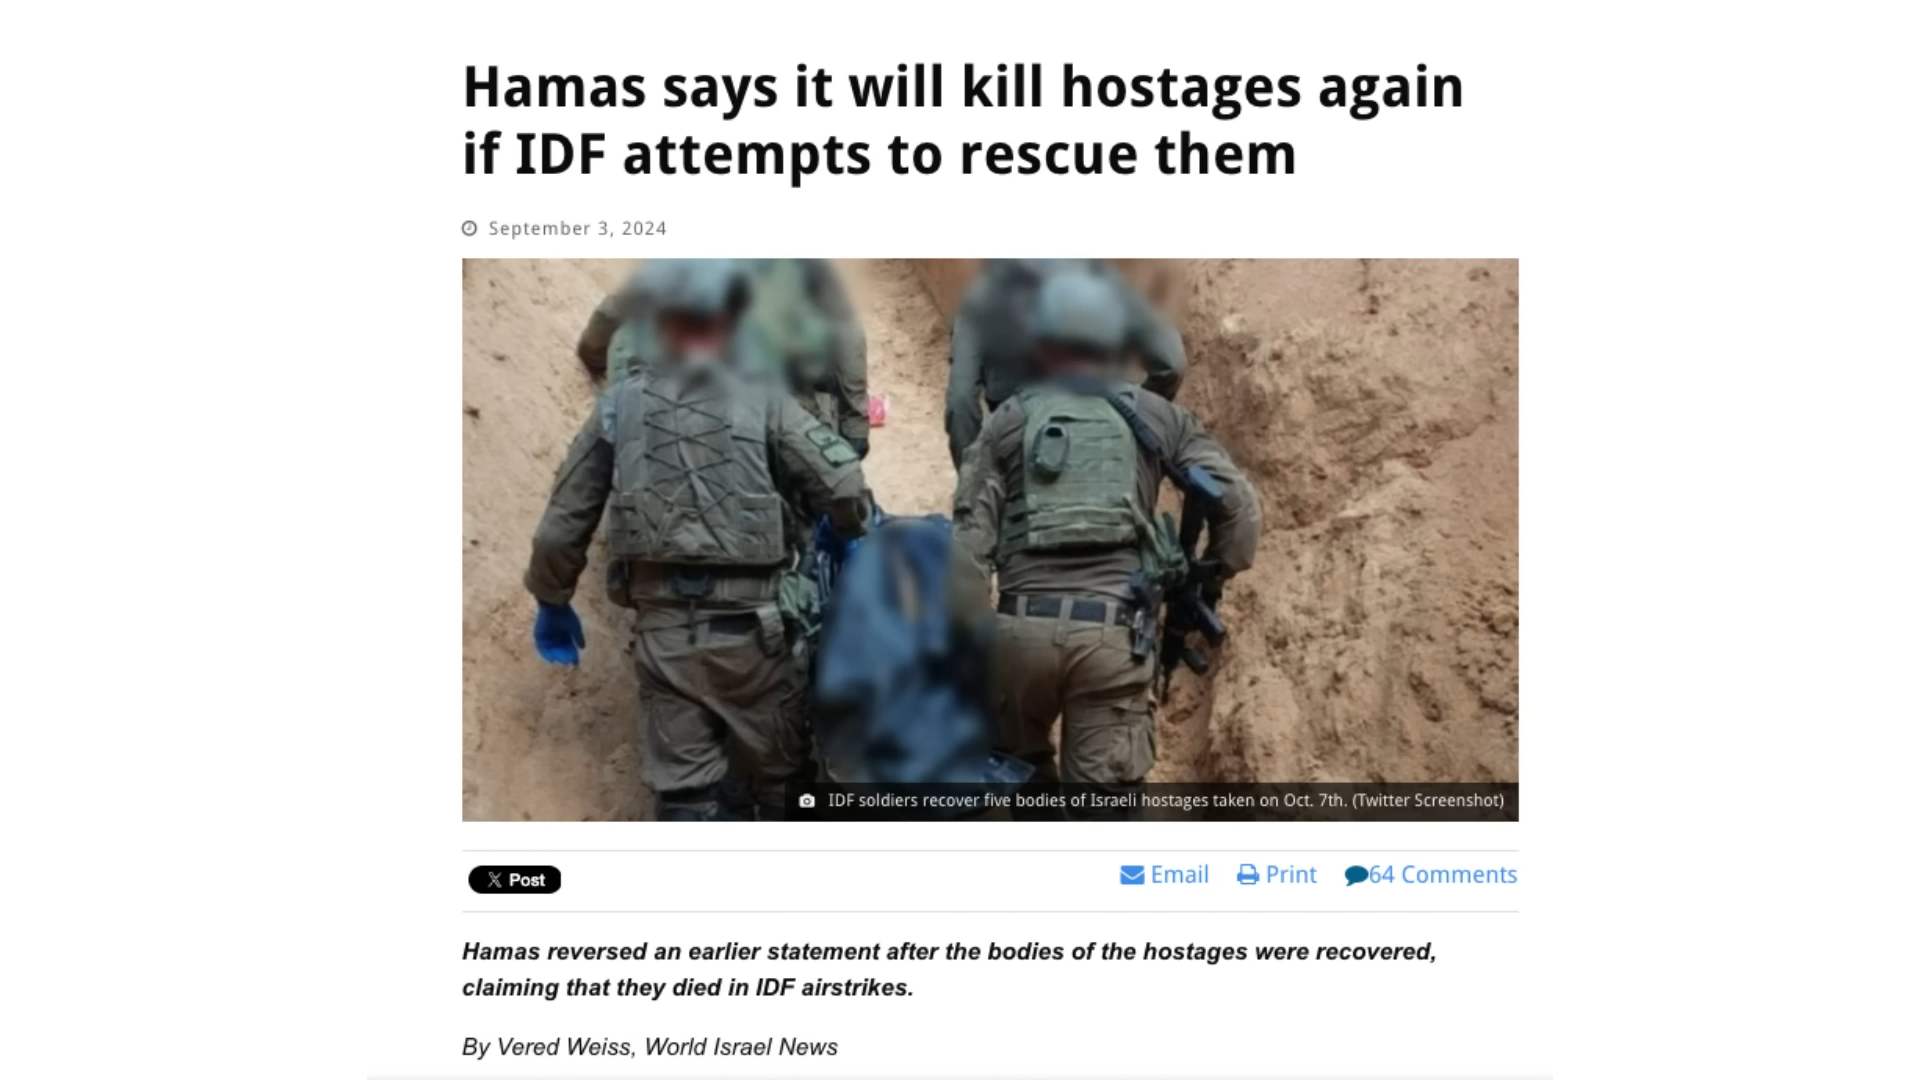 Hamas says it will kill hostages again
if IDF attempts to rescue them
September 3, 2024
IDF soldiers recover five bodies of Israeli hostages taken on Oct. 7th. (Twitter Screenshot)
X Post
Email Print 64 Comments
Hamas reversed an earlier statement after the bodies of the hostages were recovered,
claiming that they died in IDF airstrikes.
By Vered Weiss, World Israel News